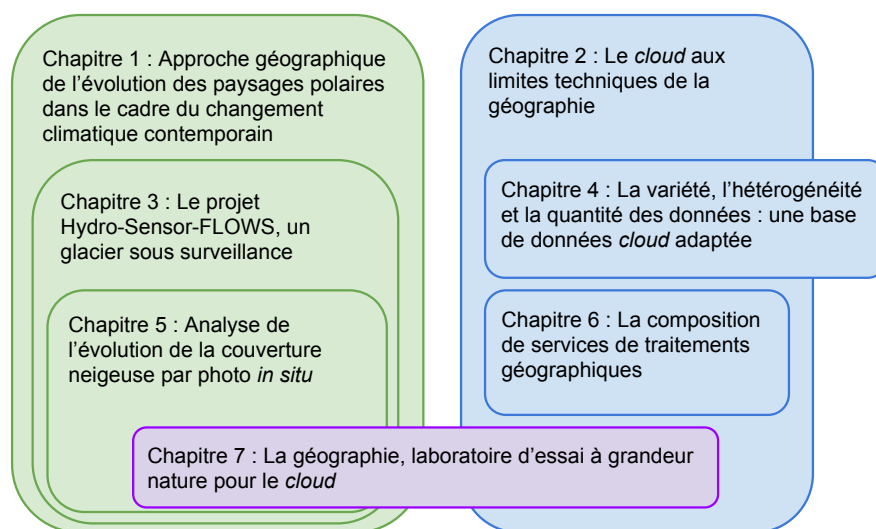 Chapitre 1 : Approche géographique
de l'évolution des paysages polaires
dans le cadre du changement
climatique contemporain
Chapitre 2 : Le cloud aux
limites techniques de la
géographie
Chapitre 3 : Le projet
Hydro-Sensor-FLOWS, un
glacier sous surveillance
Chapitre 4 : La variété, l'hétérogénéité
et la quantité des données : une base
de données cloud adaptée
Chapitre 5 : Analyse de
l'évolution de la couverture
neigeuse par photo in situ
Chapitre 6 : La composition
de services de traitements
géographiques
Chapitre 7 : La géographie, laboratoire d'essai à grandeur
nature pour le cloud